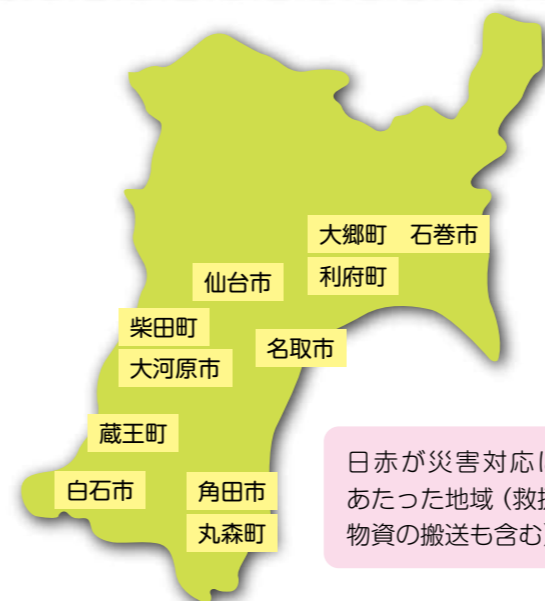 大郷町　石巻市
利府町
仙台市
柴田町
名取市
大河原市
蔵王町
白石市
角田市
丸森町
日赤が災害対応に
あたった地域（救援
物資の搬送も含む）